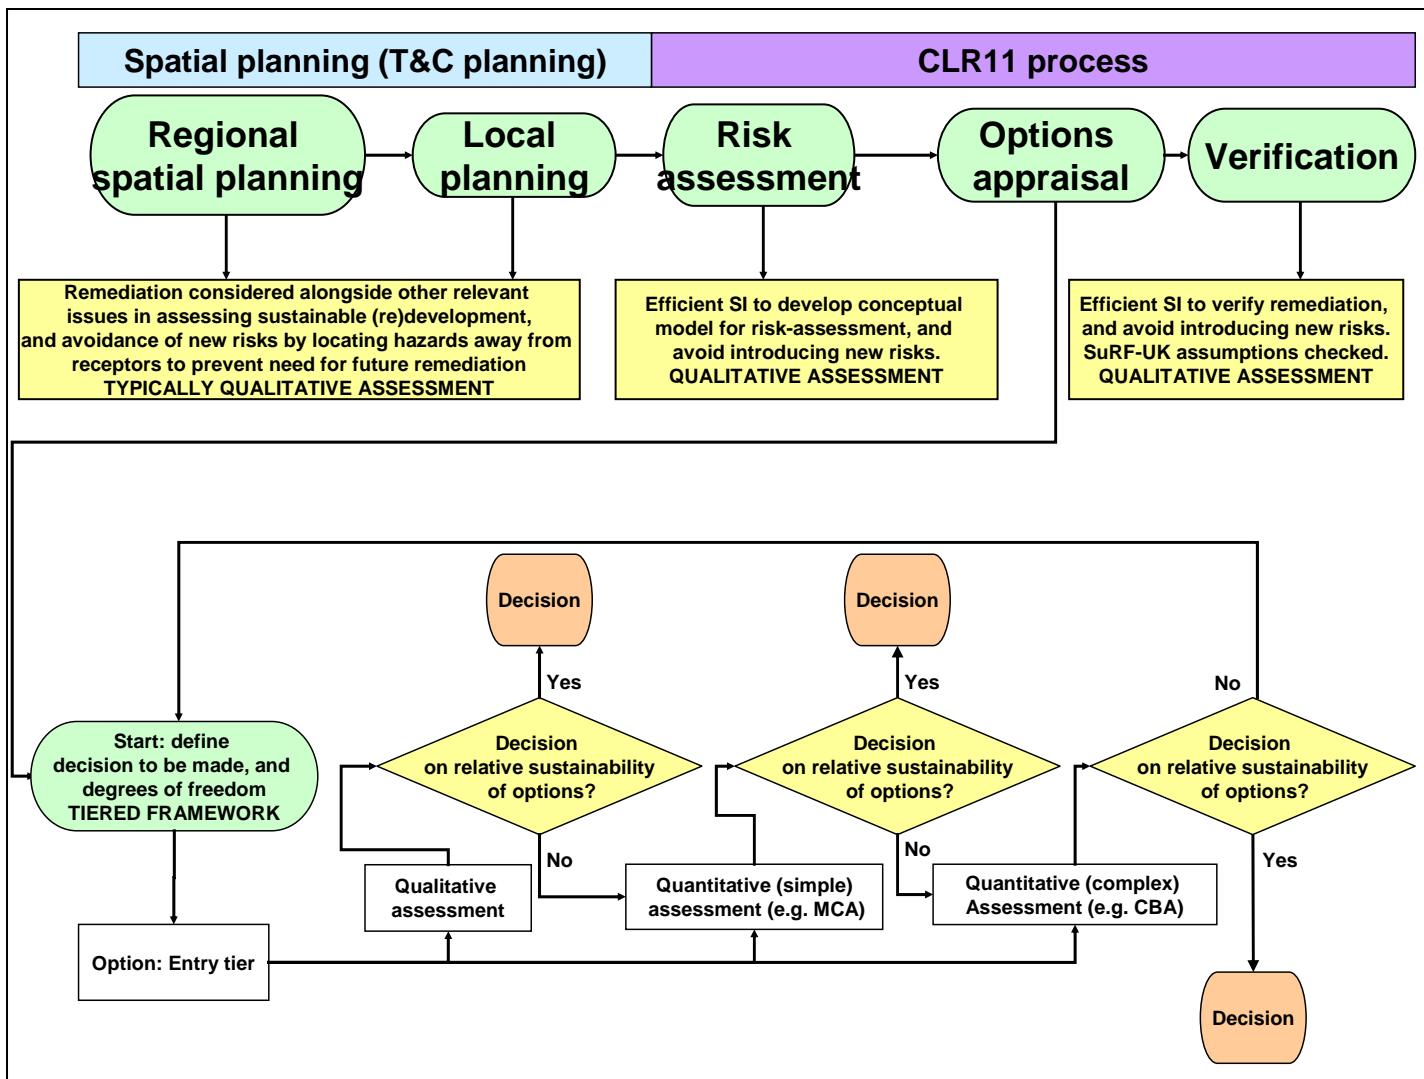 Spatial planning (T&C planning)
CLR11 process
Regional
spatial planning
Local
planning
Risk
assessment
Options
appraisal
Verification
Remediation considered alongside other relevant
issues in assessing sustainable (re)development,
and avoidance of new risks by locating hazards away from
receptors to prevent need for future remediation
TYPICALLY QUALITATIVE ASSESSMENT
Efficient SI to develop conceptual
model for risk-assessment, and
avoid introducing new risks.
QUALITATIVE ASSESSMENT
Efficient SI to verify remediation,
and avoid introducing new risks.
SuRF-UK assumptions checked.
QUALITATIVE ASSESSMENT
Decision
Decision
Yes
Yes
No
Start: define
decision to be made, and
degrees of freedom
TIERED FRAMEWORK
Decision
on relative sustainability
of options?
Decision
on relative sustainability
of options?
Decision
on relative sustainability
of options?
No
No
Yes
Qualitative
assessment
Quantitative (simple)
assessment (e.g. MCA)
Quantitative (complex)
Assessment (e.g. CBA)
Option: Entry tier
Decision